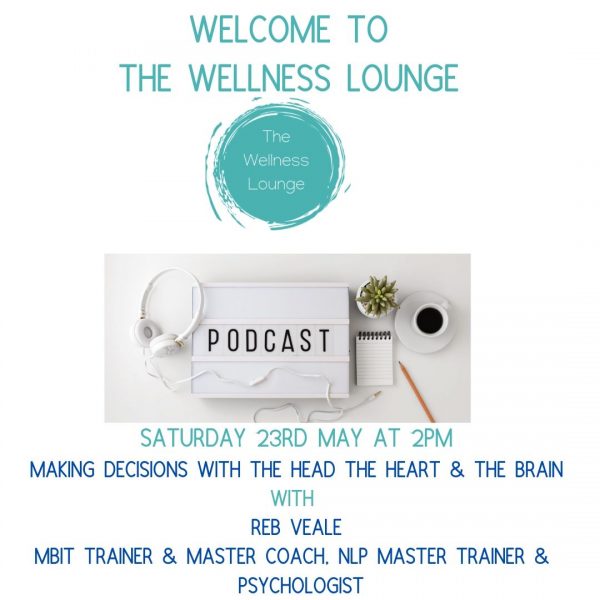 WELCOME TO
THE WELLNESS LOUNGE
The
Wellness
Lounge
PODCAST
SATURDAY 23RD MAY AT 2PM
MAKING DECISIONS WITH THE HEAD THE HEART & THE BRAIN
WITH
REB VEALE
MBIT TRAINER & MASTER COACH, NLP MASTER TRAINER &
PSYCHOLOGIST